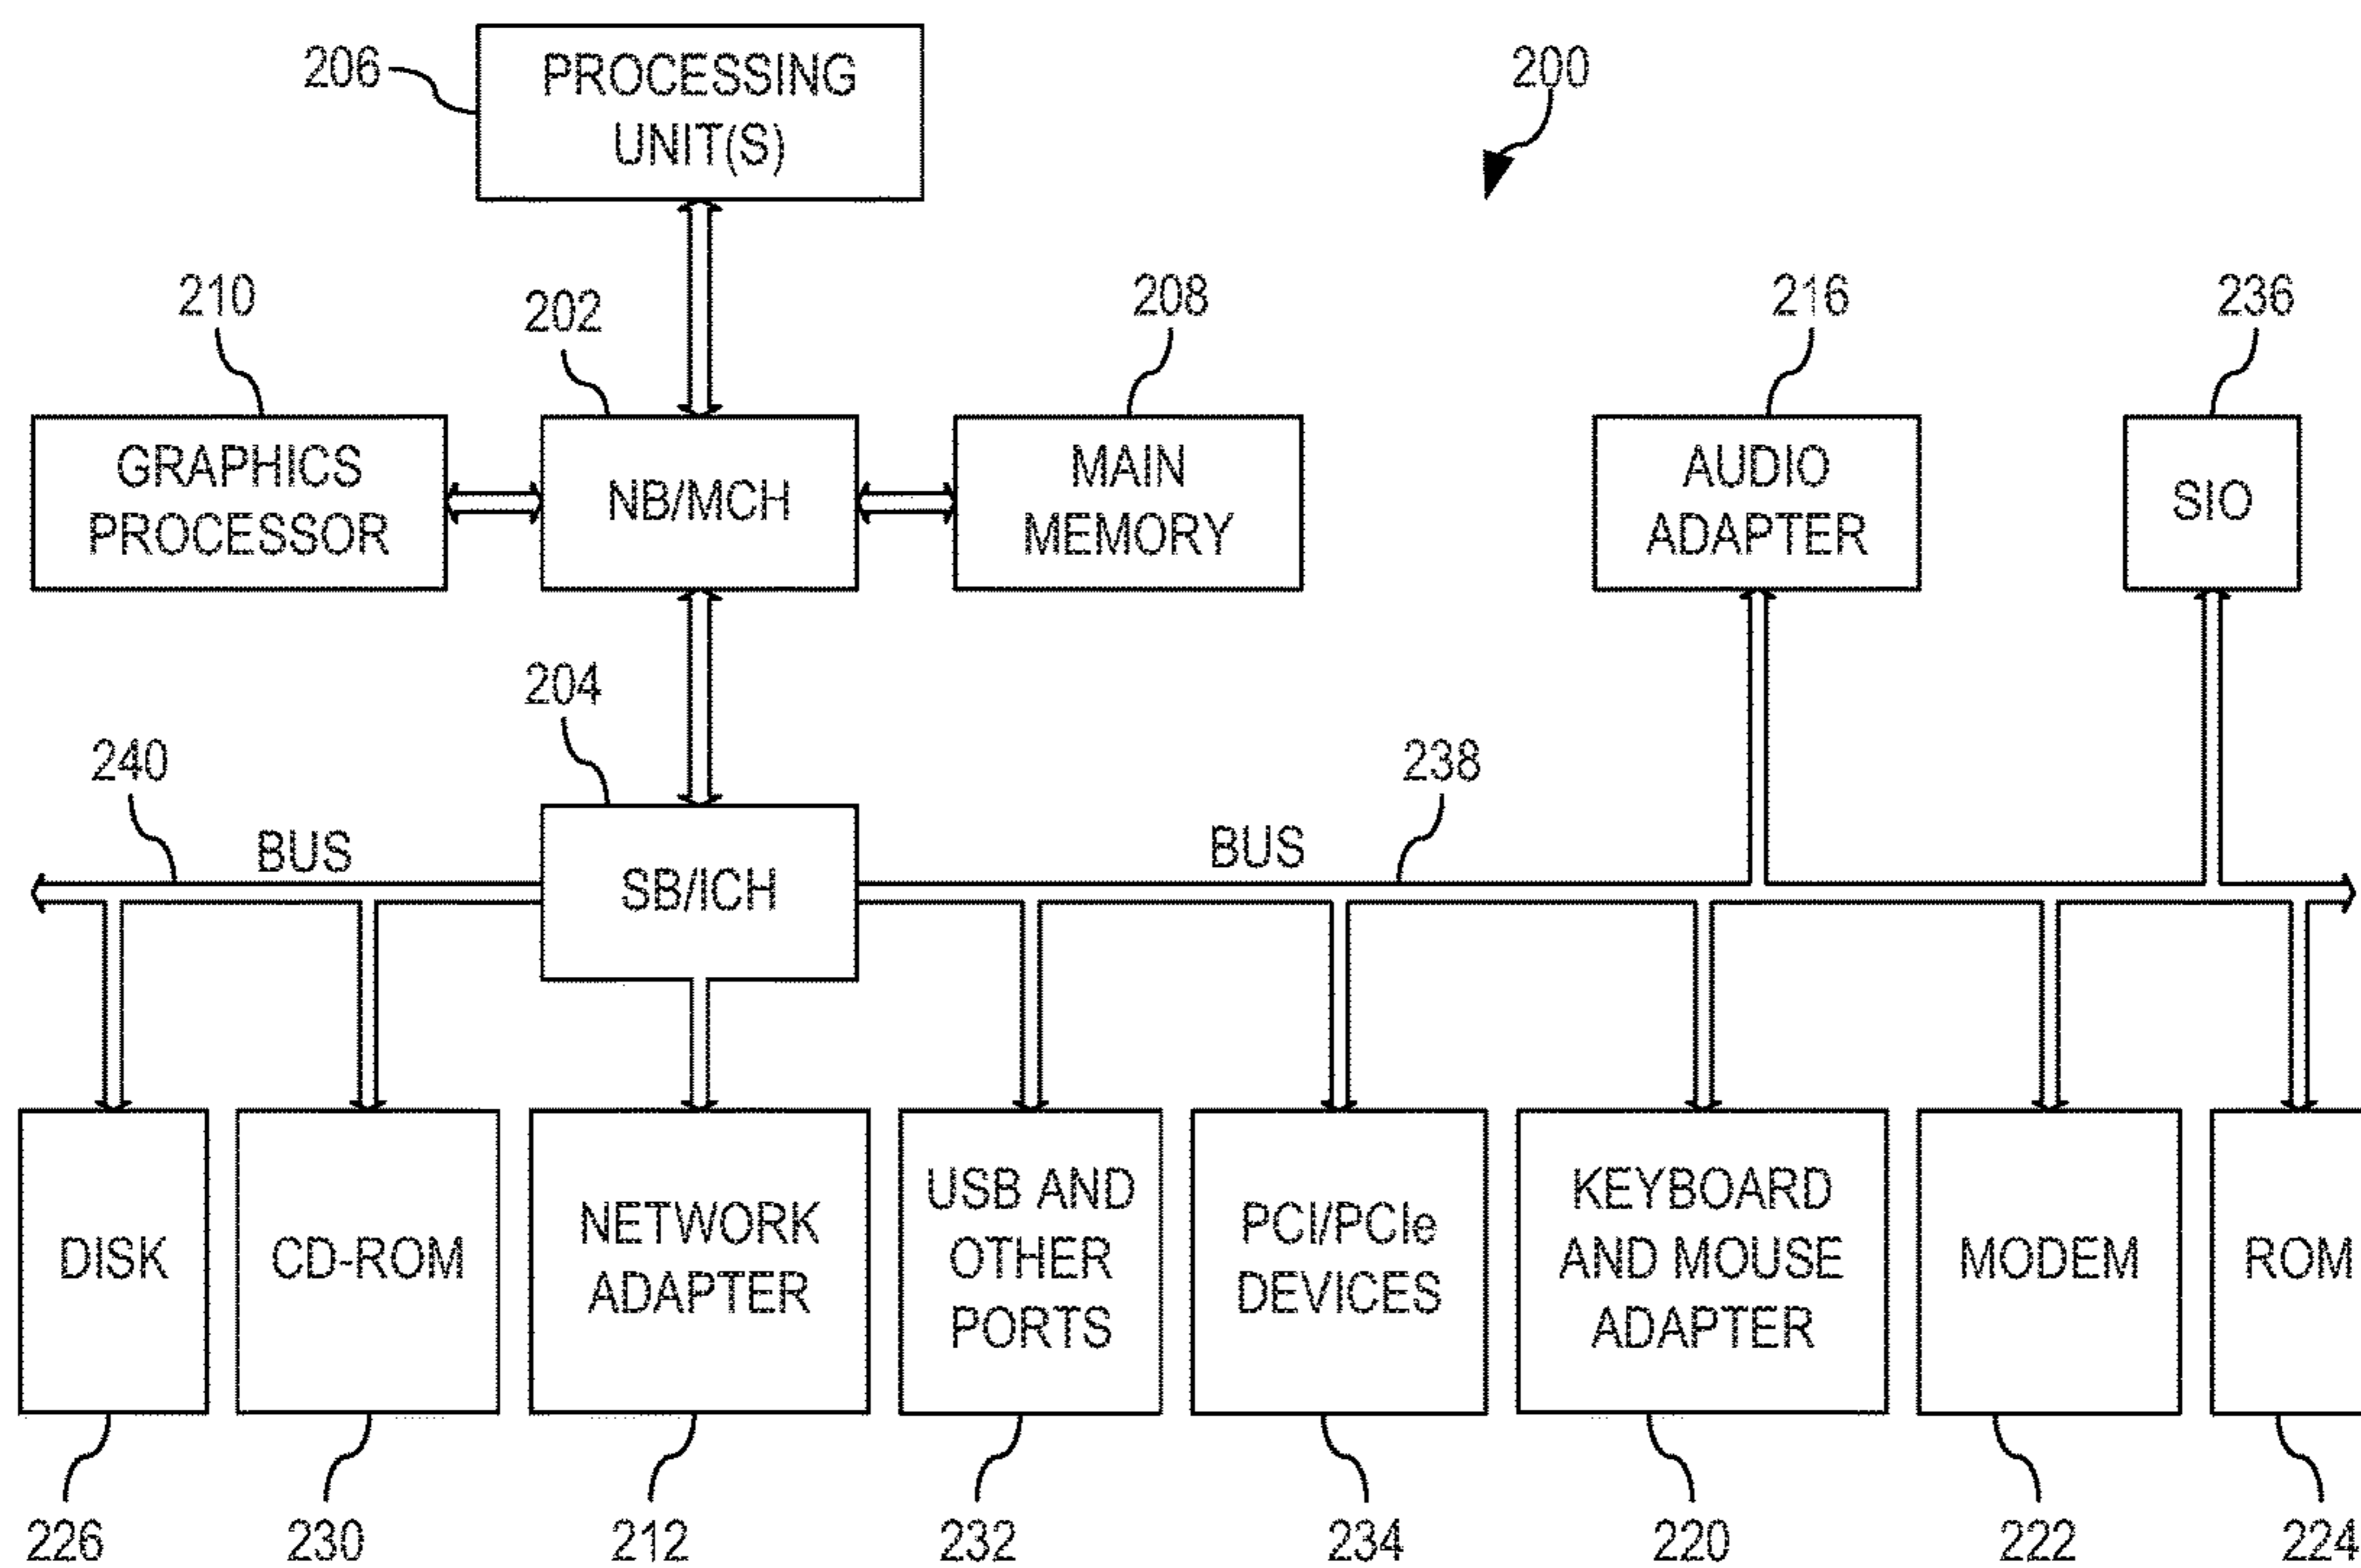 206
PROCESSING
UNIT(S)
200
210
202
208
216
236
GRAPHICS
PROCESSOR
NB/MCH
MAIN
MEMORY
AUDIO
ADAPTER
SIO
204
240
238
BUS
BUS
SB/ICH
DISK
CD-ROM
NETWORK
ADAPTER
USB AND
OTHER
PORTS
PCI/PCIe
DEVICES
KEYBOARD
AND MOUSE
ADAPTER
MODEM
ROM
226
230
212
232
234
220
222
224